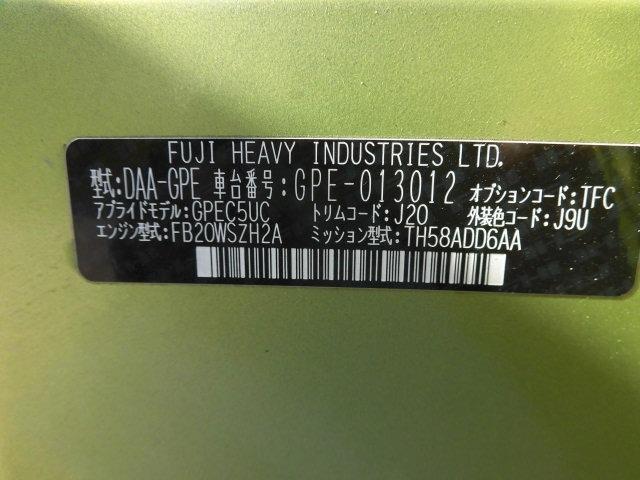 FUJI HEAVY INDUSTRIES LTD.
型式:DAA-GPE 車台番号:GPE-013012 オプションコード:TFC
アプライドモデル:GPEC5UC トリムコード:J20 外装色コード:J9U
エンジン型式:FB20WSZH2A ミッション型式:TH58ADD6AA